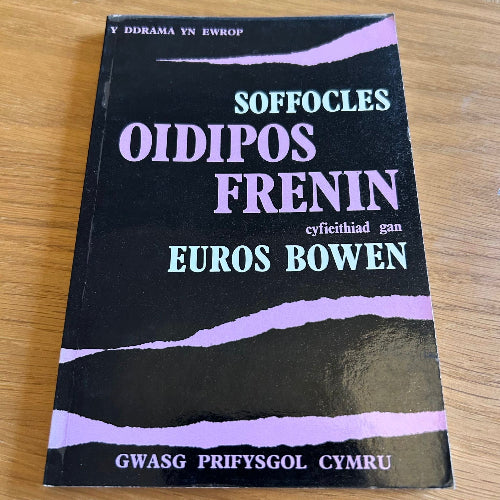 Y DDRAMA YN EWROP
SOFFOCLES
OIDIPOS
FRENIN
cyfieithiad gan
EUROS BOWEN
GWASG PRIFYSGOL CYMRU